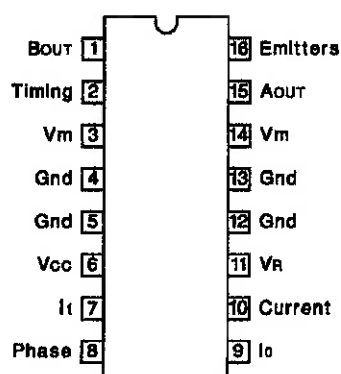 BOUT 1 16 Emitters
Timing 2 15 AOUT
Vm 3 14 Vm
Gnd 4 13 Gnd
Gnd 5 12 Gnd
Vcc 6 11 VR
I1 7 10 Current
Phase 8 9 I0